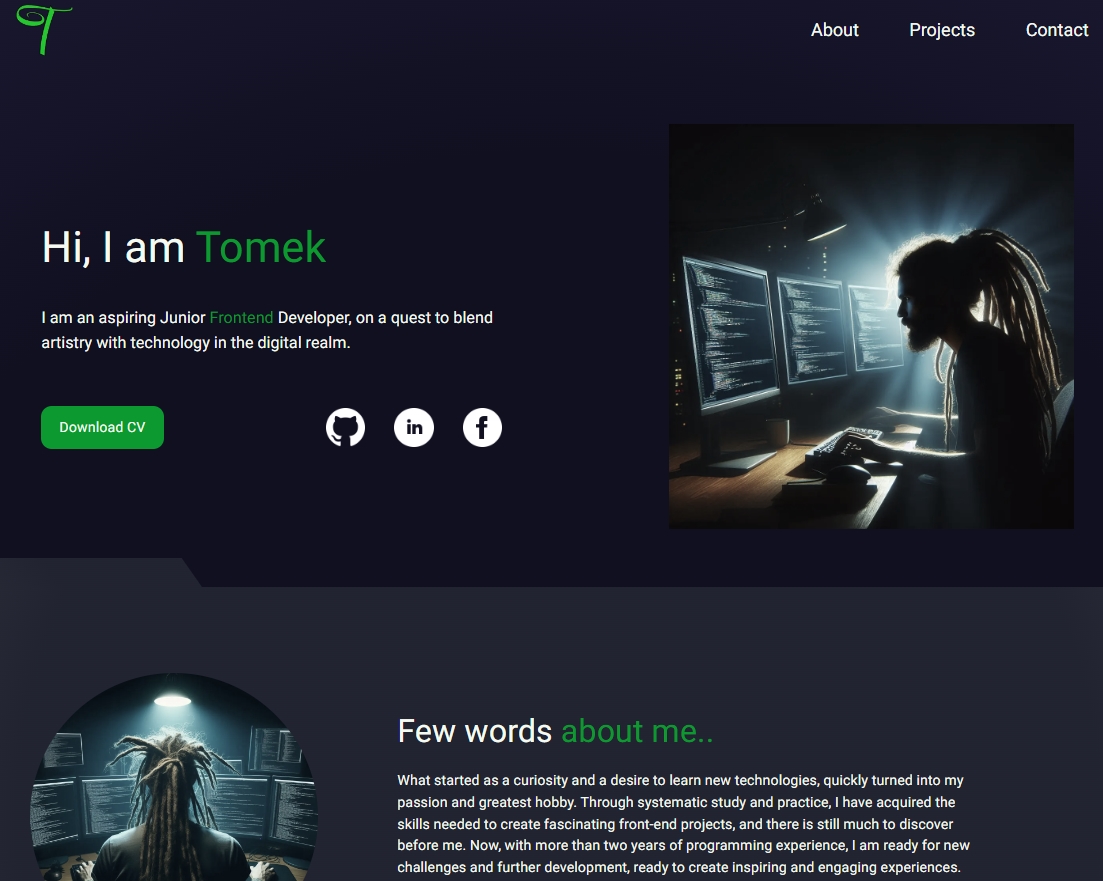 T
About Projects Contact
Hi, I am Tomek
I am an aspiring Junior Frontend Developer, on a quest to blend
artistry with technology in the digital realm.
Download CV
in
f
Few words about me..
What started as a curiosity and a desire to learn new technologies, quickly turned into my
passion and greatest hobby. Through systematic study and practice, I have acquired the
skills needed to create fascinating front-end projects, and there is still much to discover
before me. Now, with more than two years of programming experience, I am ready for new
challenges and further development, ready to create inspiring and engaging experiences.